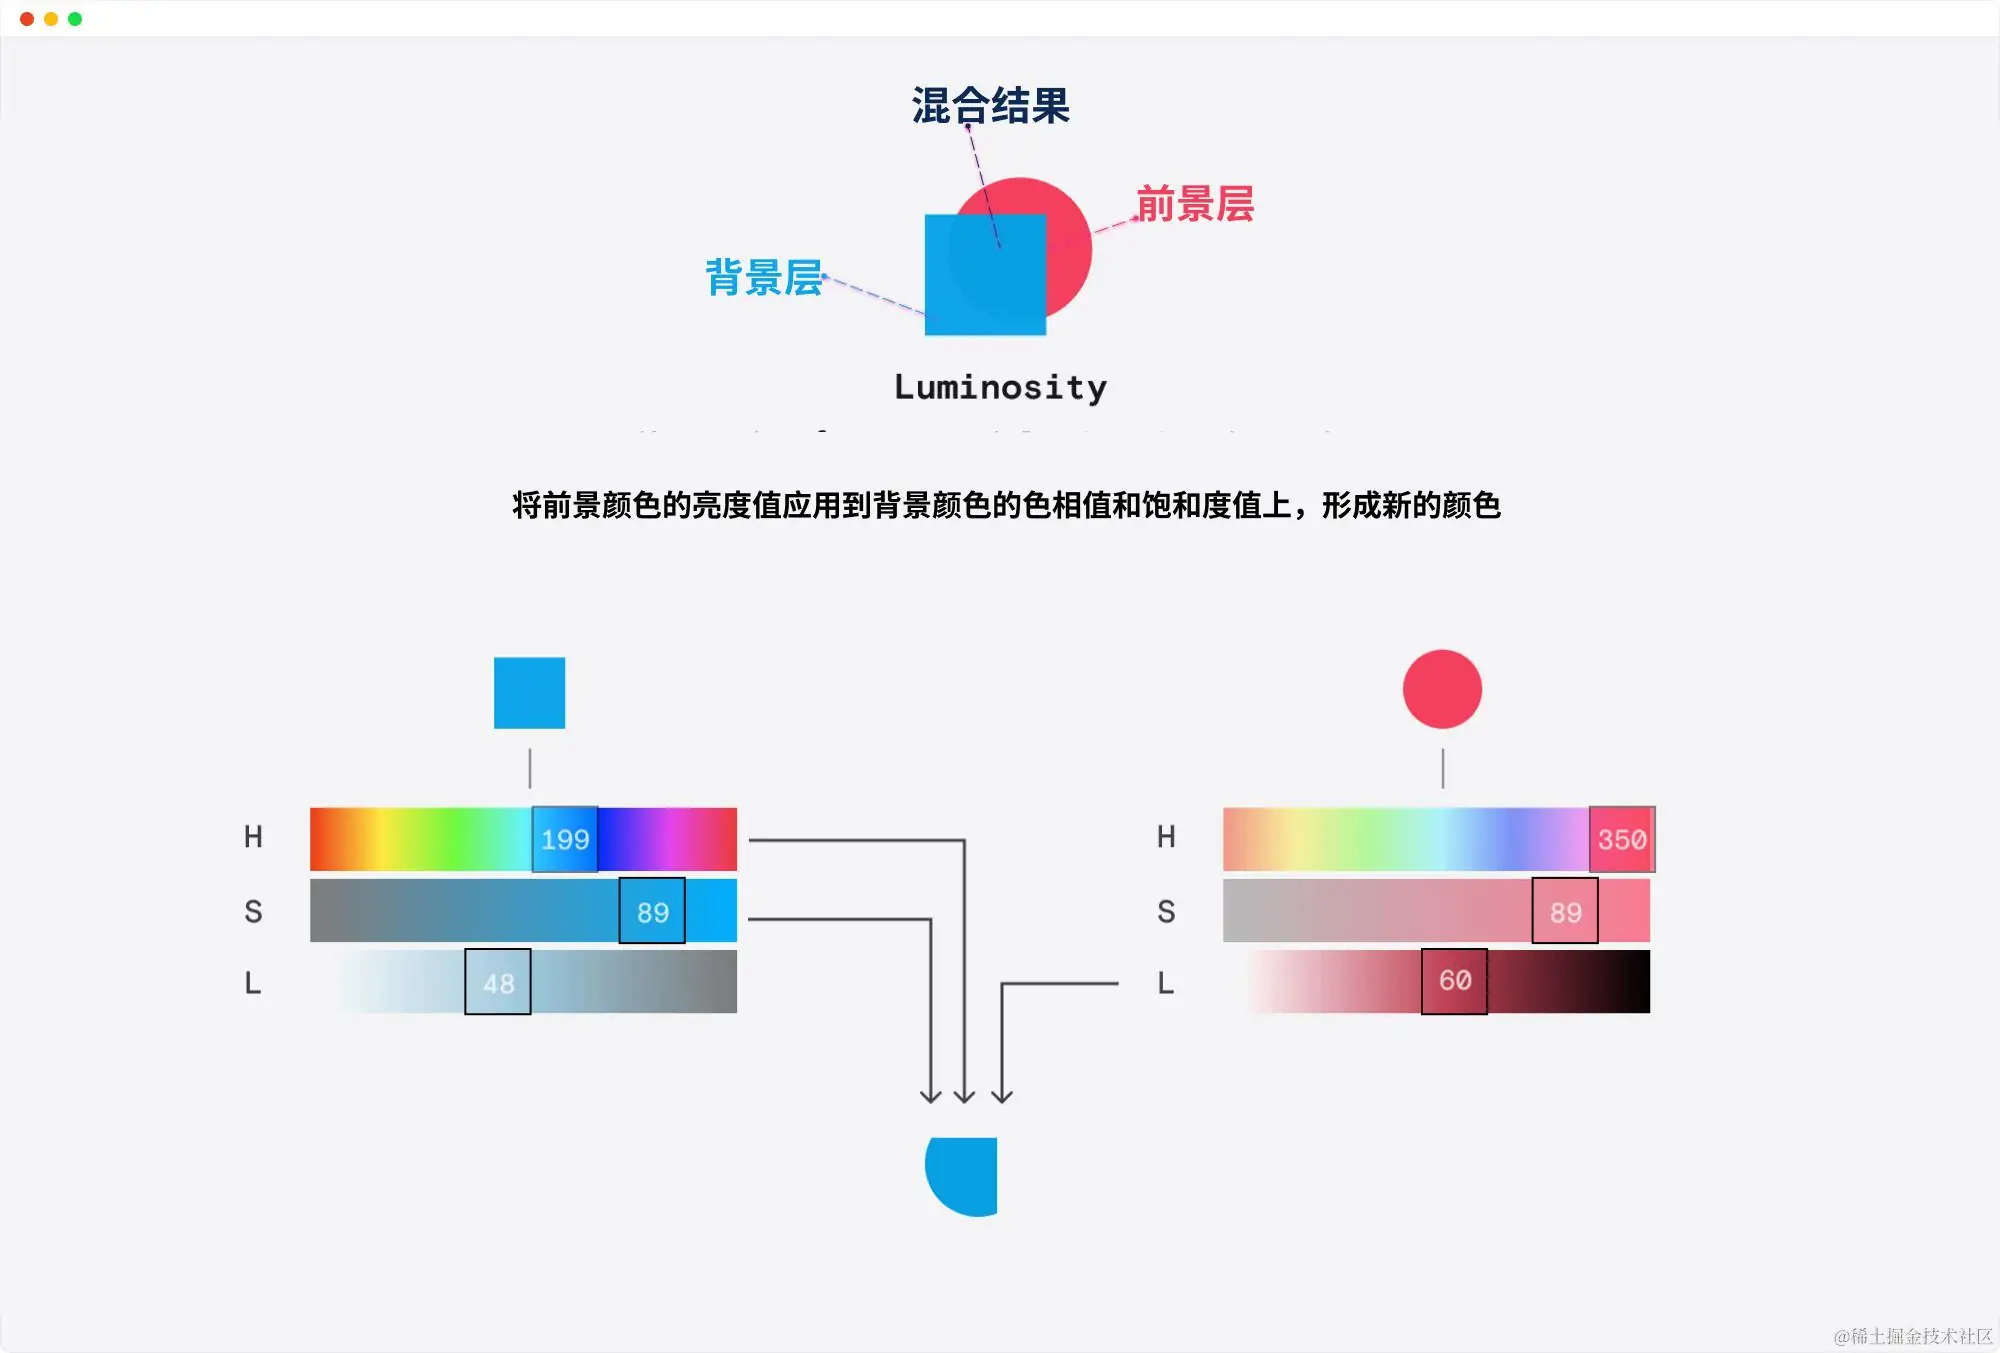 混合结果
前景层
背景层
Luminosity
将前景颜色的亮度值应用到背景颜色的色相值和饱和度值上，形成新的颜色
H 199
S 89
L 48
H 350
S 89
L 60
@稀土掘金技术社区